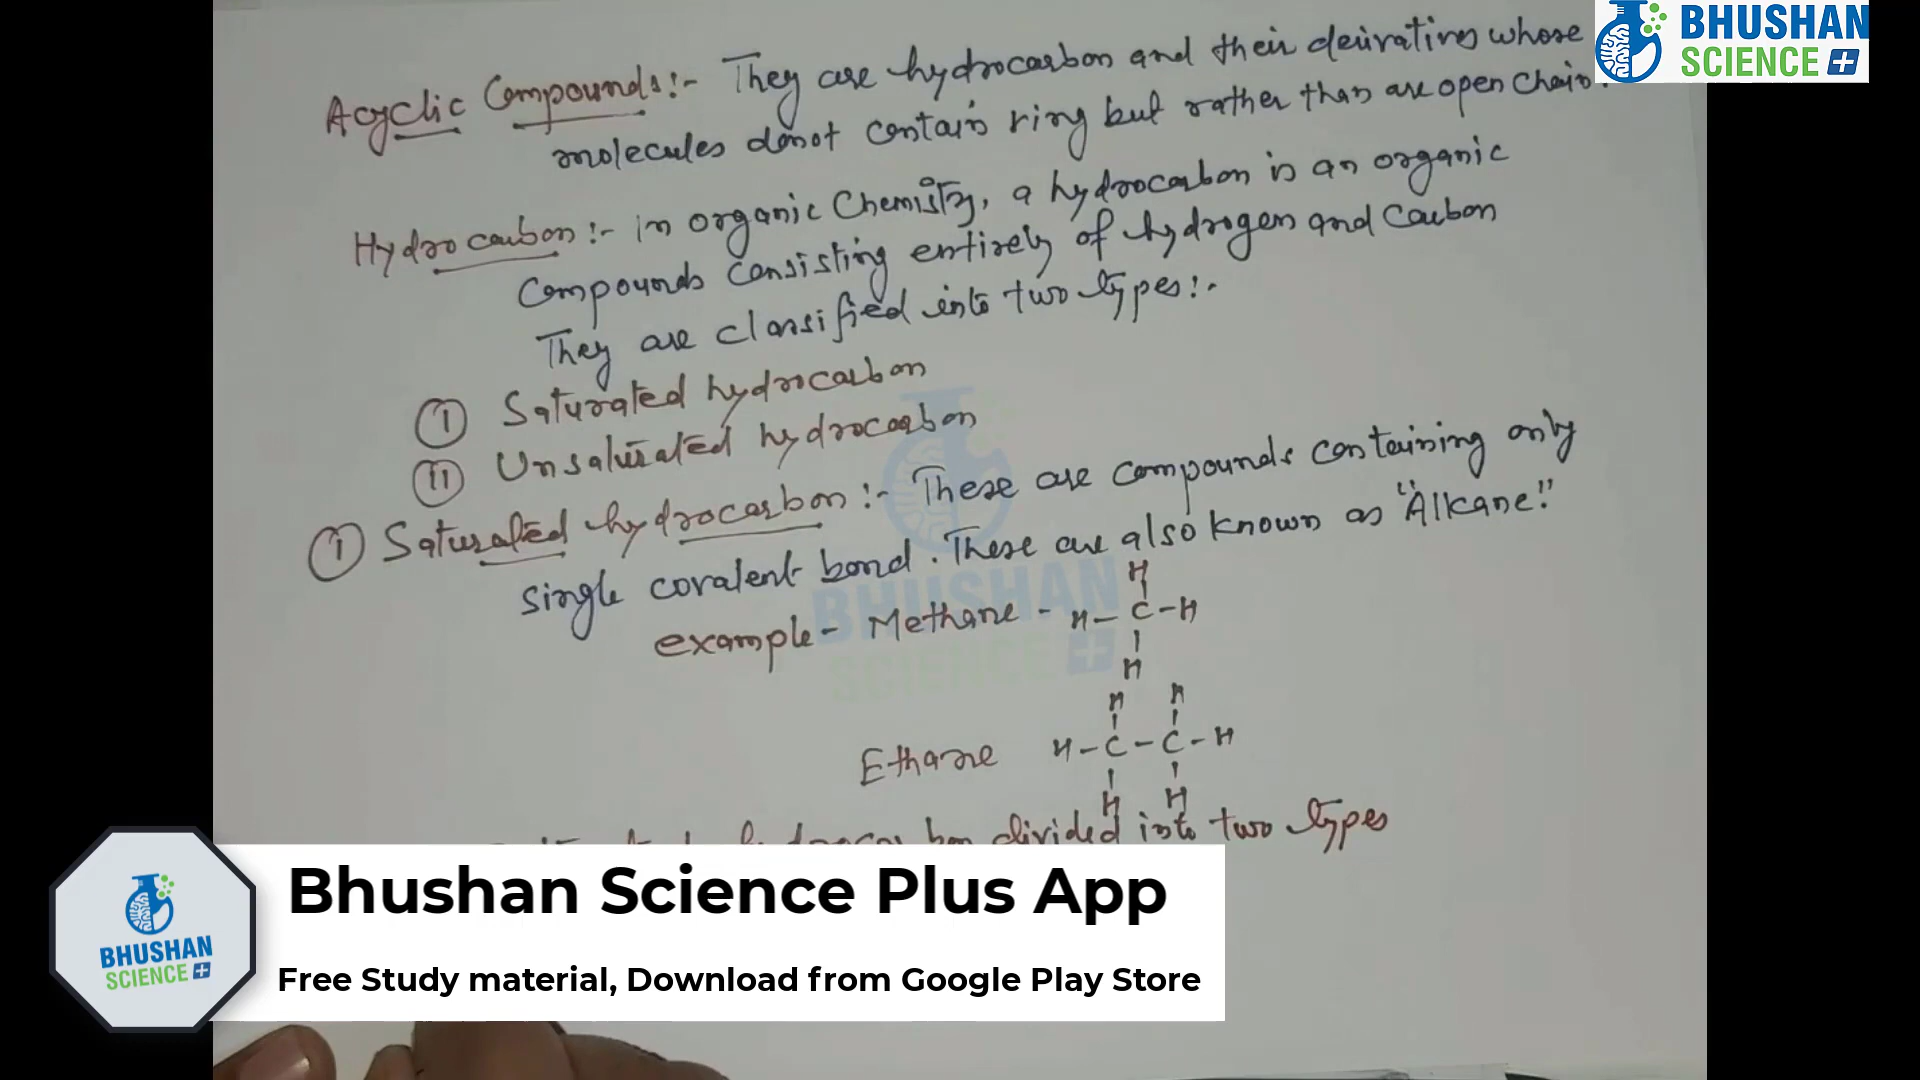 BHUSHAN
SCIENCE +
Acyclic Compounds:- They are hydrocarbon and their derivatives whose
molecules donot contain ring but rather than are open chain.
Hydrocarbon:- in organic Chemistry, a hydrocarbon is an organic
Compounds consisting entirely of hydrogen and Carbon
They are classified into two types:-
I Saturated hydrocarbon
II Unsaturated hydrocarbon
I Saturated hydrocarbon:- These are compounds containing only
single covalent bond. These are also known as "Alkane."
example- Methane -
H
H-C-H
H
H H
Ethane H-C-C-H
H H
divided into two types
BHUSHAN
SCIENCE +
Bhushan Science Plus App
Free Study material, Download from Google Play Store
BHUSHAN
SCIENCE +